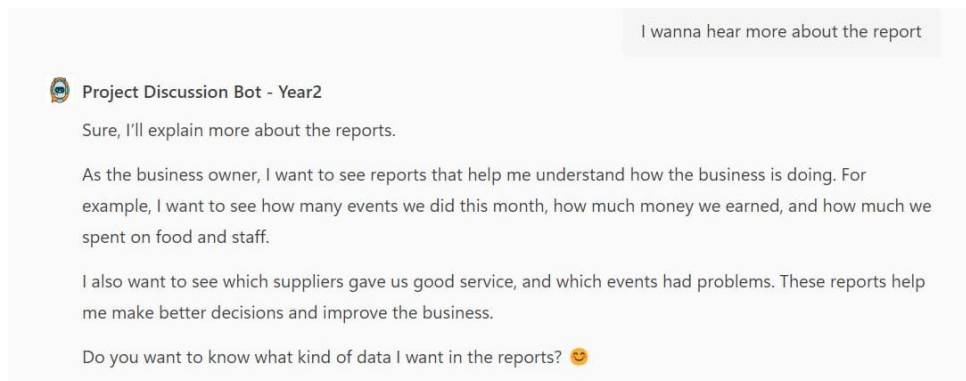 I wanna hear more about the report
Project Discussion Bot - Year2
Sure, I'll explain more about the reports.
As the business owner, I want to see reports that help me understand how the business is doing. For
example, I want to see how many events we did this month, how much money we earned, and how much we
spent on food and staff.
I also want to see which suppliers gave us good service, and which events had problems. These reports help
me make better decisions and improve the business.
Do you want to know what kind of data I want in the reports? 😊